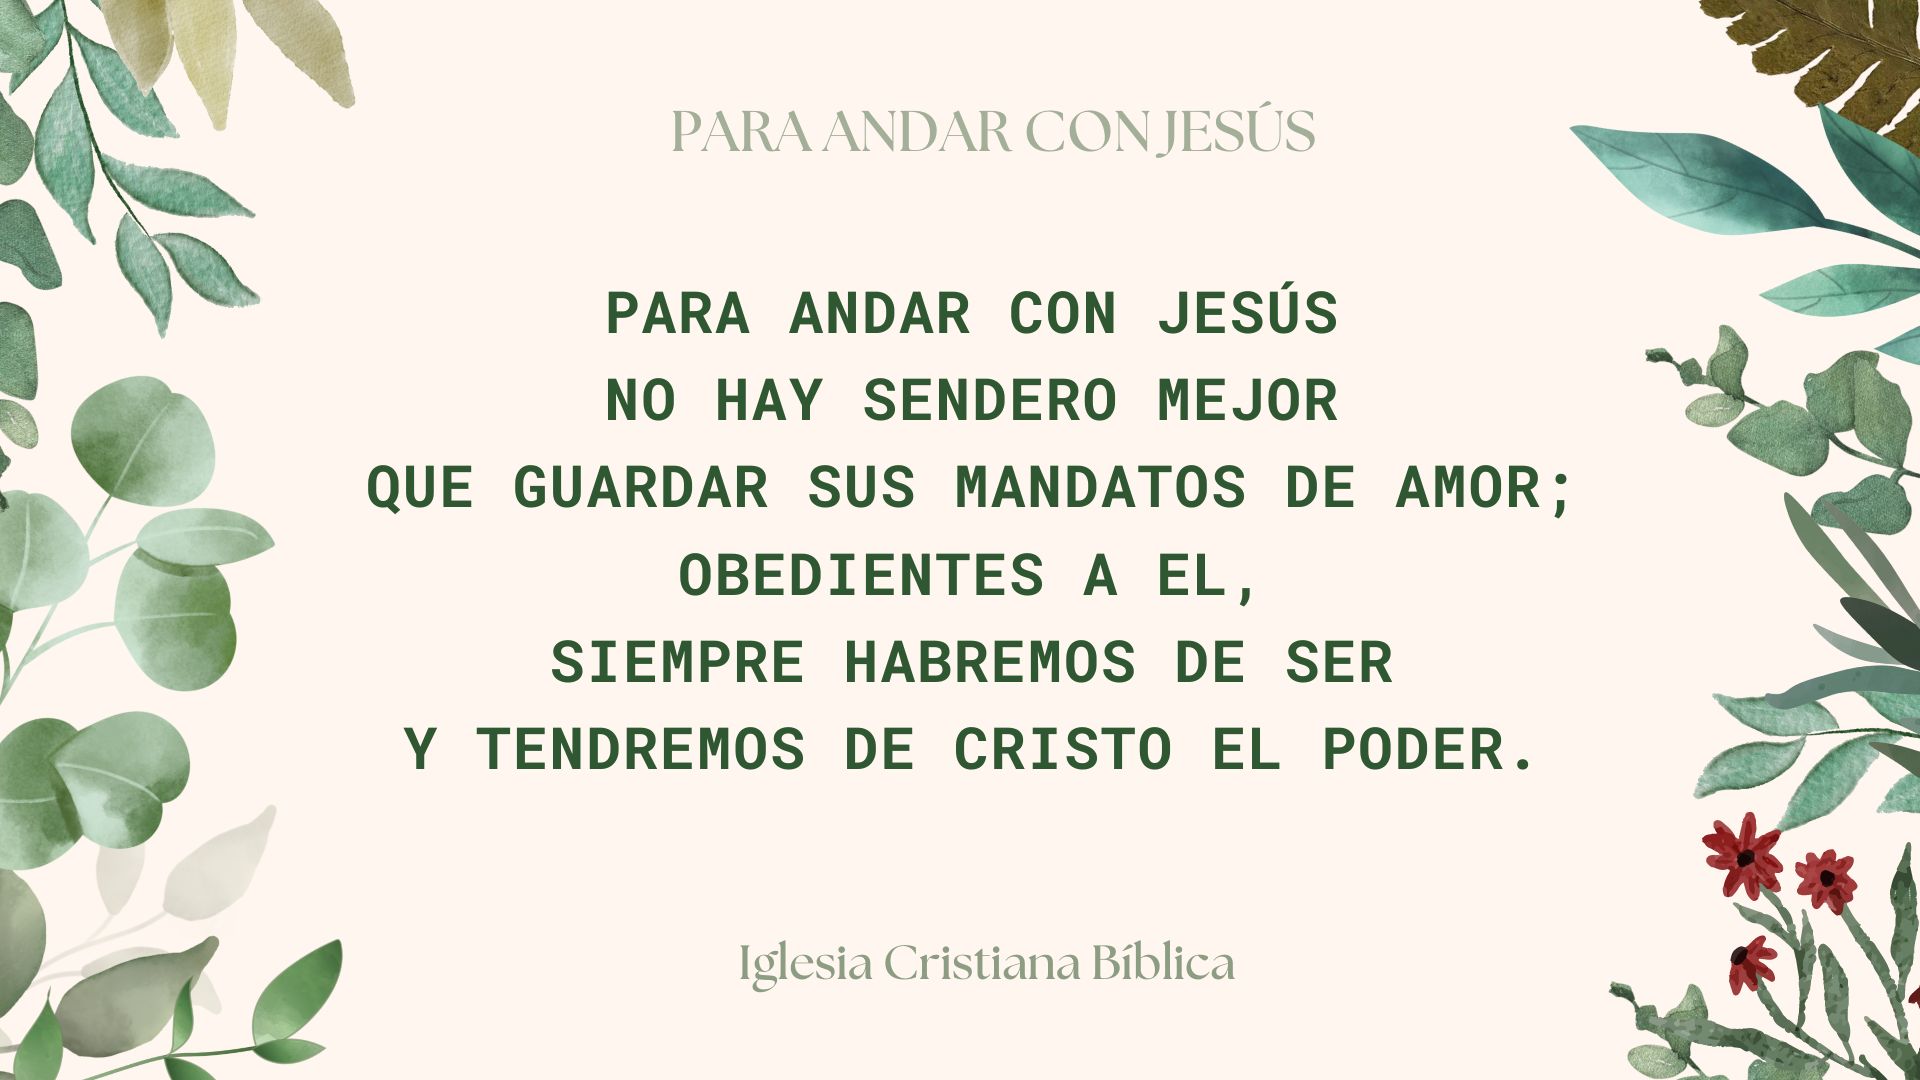 PARA ANDAR CON JESÚS
PARA ANDAR CON JESÚS
NO HAY SENDERO MEJOR
QUE GUARDAR SUS MANDATOS DE AMOR;
OBEDIENTES A EL,
SIEMPRE HABREMOS DE SER
Y TENDREMOS DE CRISTO EL PODER.
Iglesia Cristiana Bíblica